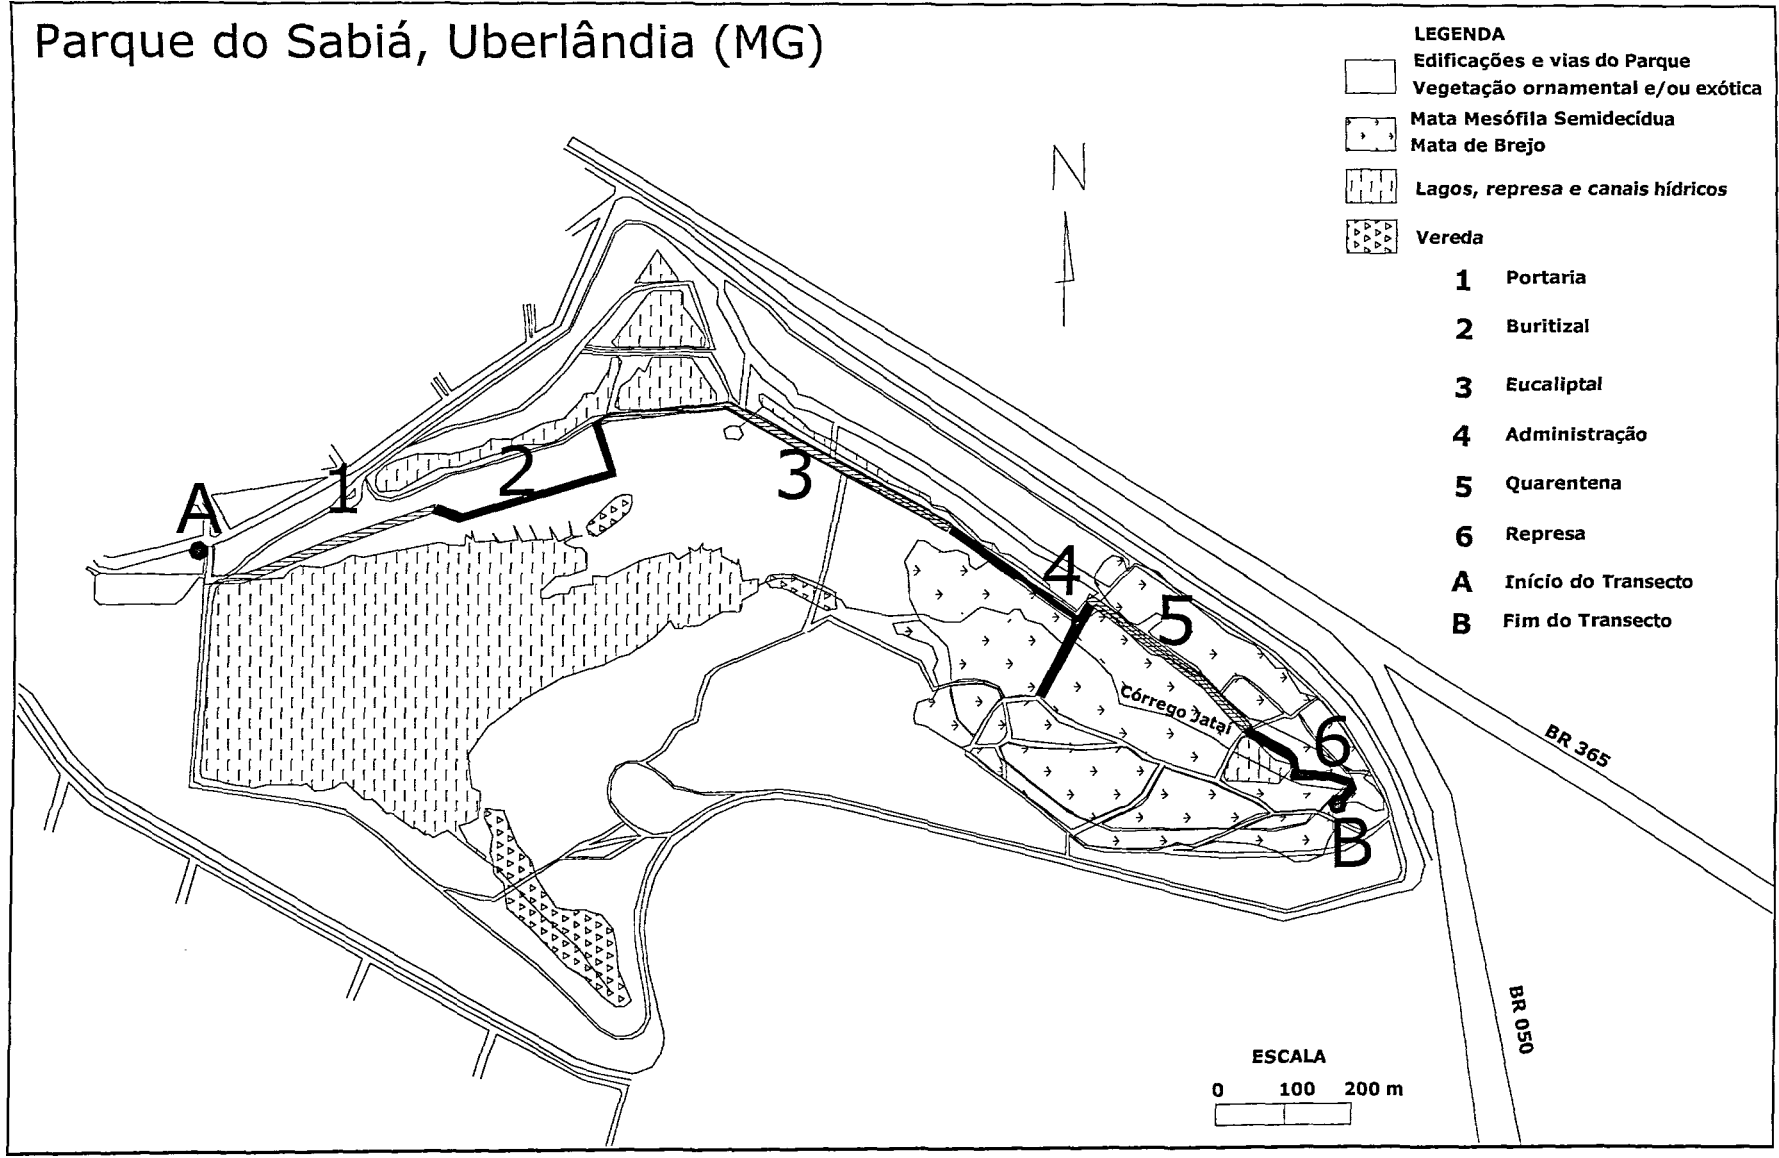 Parque do Sabiá, Uberlândia (MG)
LEGENDA
Edificações e vias do Parque
Vegetação ornamental e/ou exótica
Mata Mesófila Semidecídua
Mata de Brejo
Lagos, represa e canais hídricos
Vereda
1 Portaria
2 Buritizal
3 Eucaliptal
4 Administração
5 Quarentena
6 Represa
A Início do Transecto
B Fim do Transecto
N
A
1
2
3
4
5
6
B
Córrego Jataí
BR 365
BR 050
ESCALA
0 100 200 m